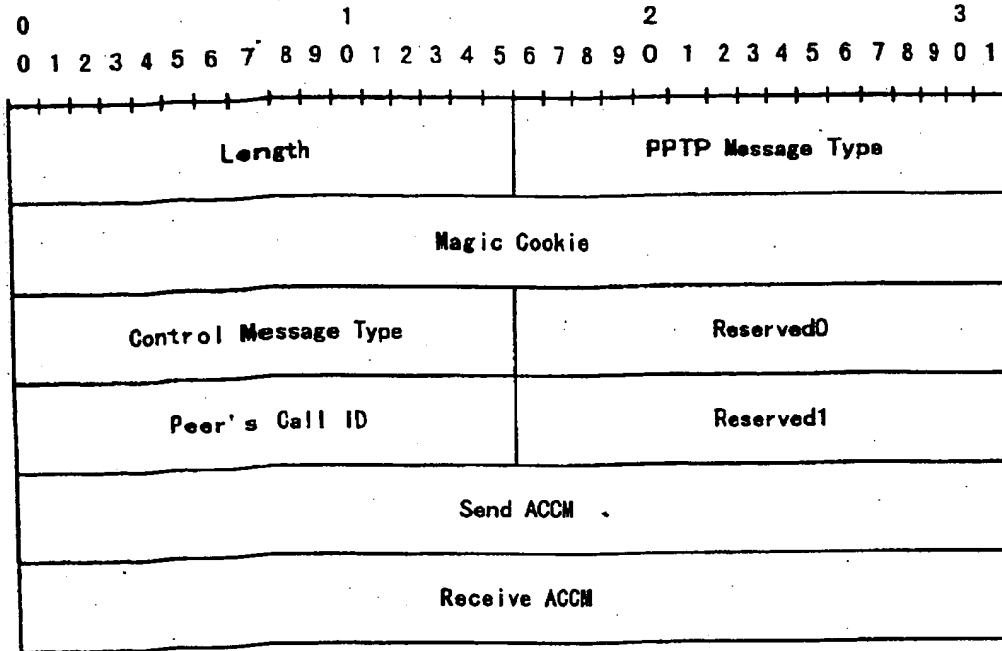 0 1 2 3
0 1 2 3 4 5 6 7 8 9 0 1 2 3 4 5 6 7 8 9 0 1 2 3 4 5 6 7 8 9 0 1
Length PPTP Message Type
Magic Cookie
Control Message Type Reserved0
Peer's Call ID Reserved1
Send ACCM
Receive ACCM